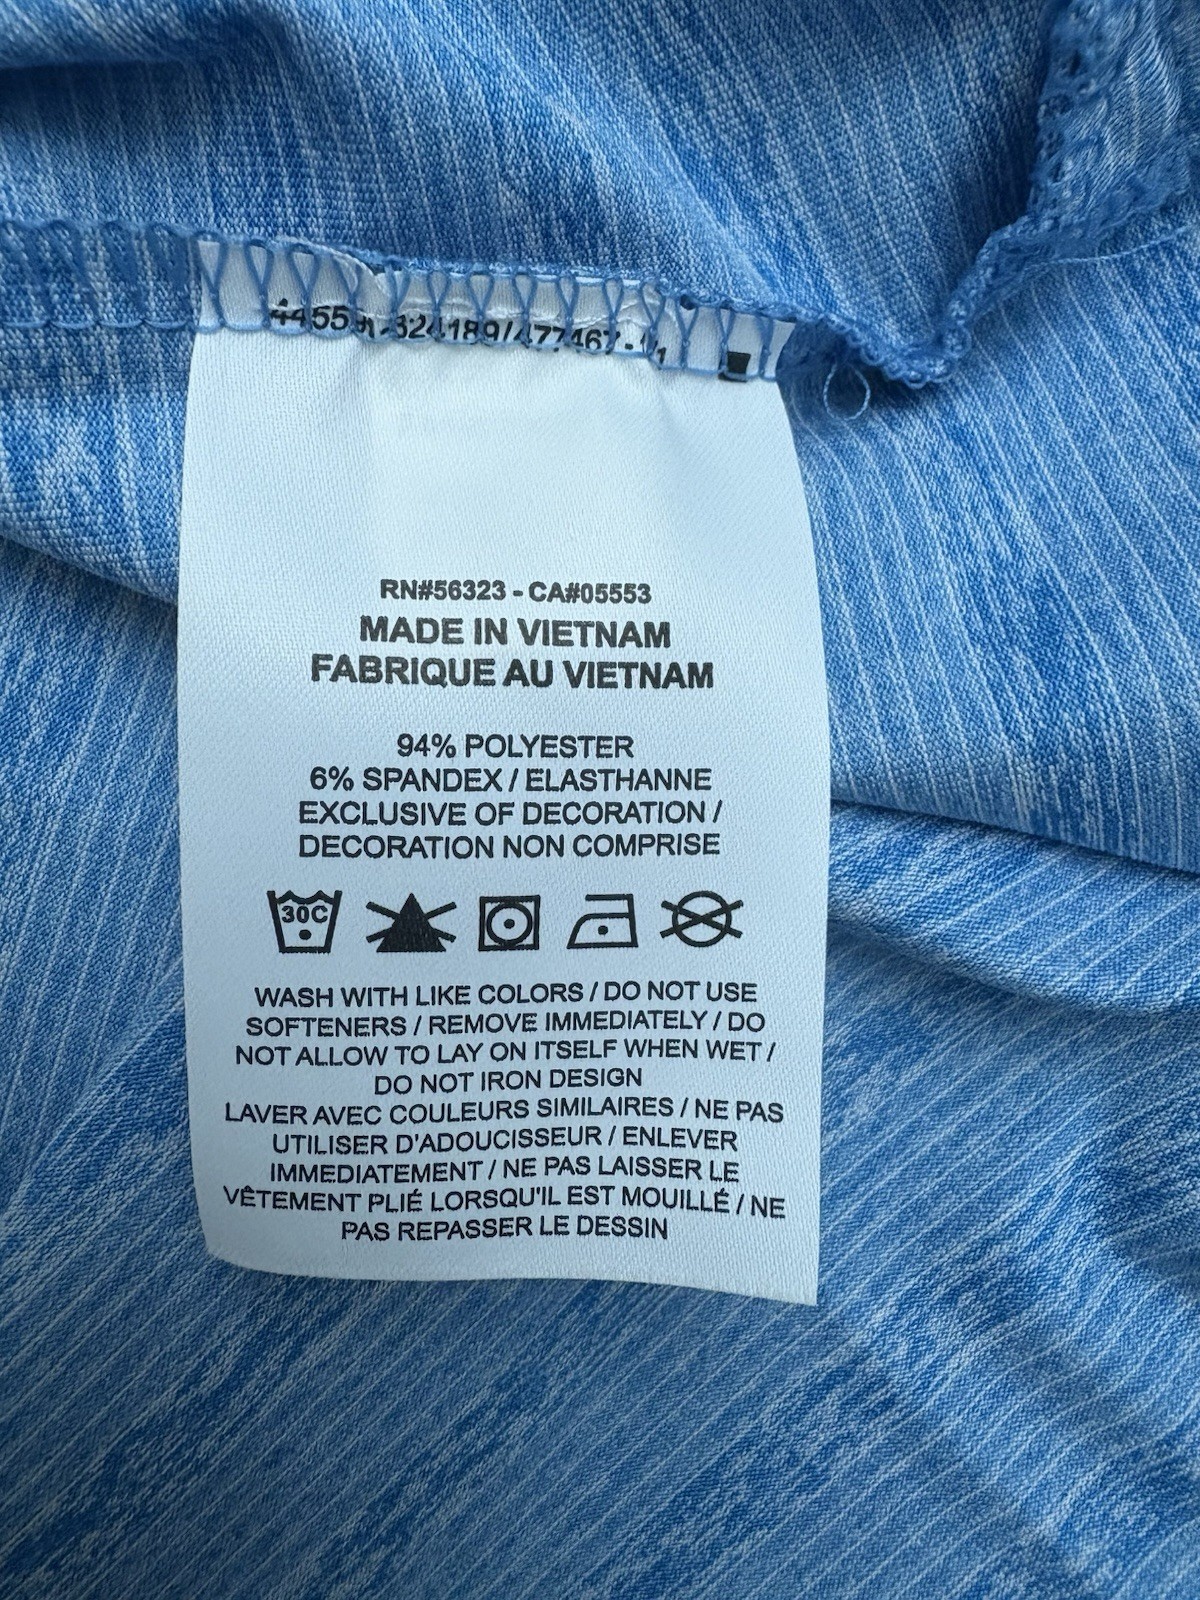 RN#56323 - CA#05553
MADE IN VIETNAM
FABRIQUE AU VIETNAM
94% POLYESTER
6% SPANDEX / ELASTHANNE
EXCLUSIVE OF DECORATION /
DECORATION NON COMPRISE
30C
WASH WITH LIKE COLORS / DO NOT USE
SOFTENERS / REMOVE IMMEDIATELY / DO
NOT ALLOW TO LAY ON ITSELF WHEN WET /
DO NOT IRON DESIGN
LAVER AVEC COULEURS SIMILAIRES / NE PAS
UTILISER D'ADOUCISSEUR / ENLEVER
IMMEDIATEMENT / NE PAS LAISSER LE
VÊTEMENT PLIÉ LORSQU'IL EST MOUILLÉ / NE
PAS REPASSER LE DESSIN